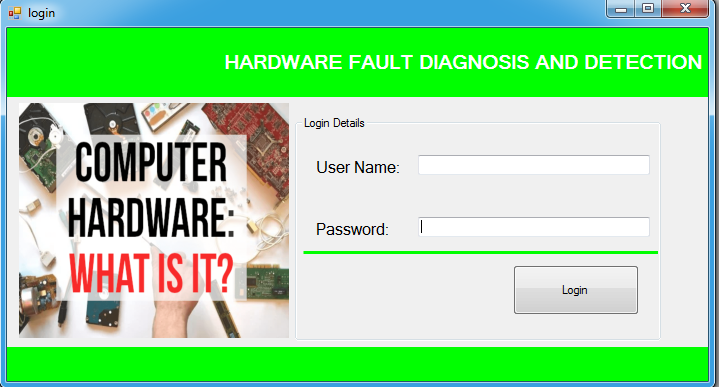 login
HARDWARE FAULT DIAGNOSIS AND DETECTION
COMPUTER
HARDWARE:
WHAT IS IT?
Login Details
User Name:
Password:
Login